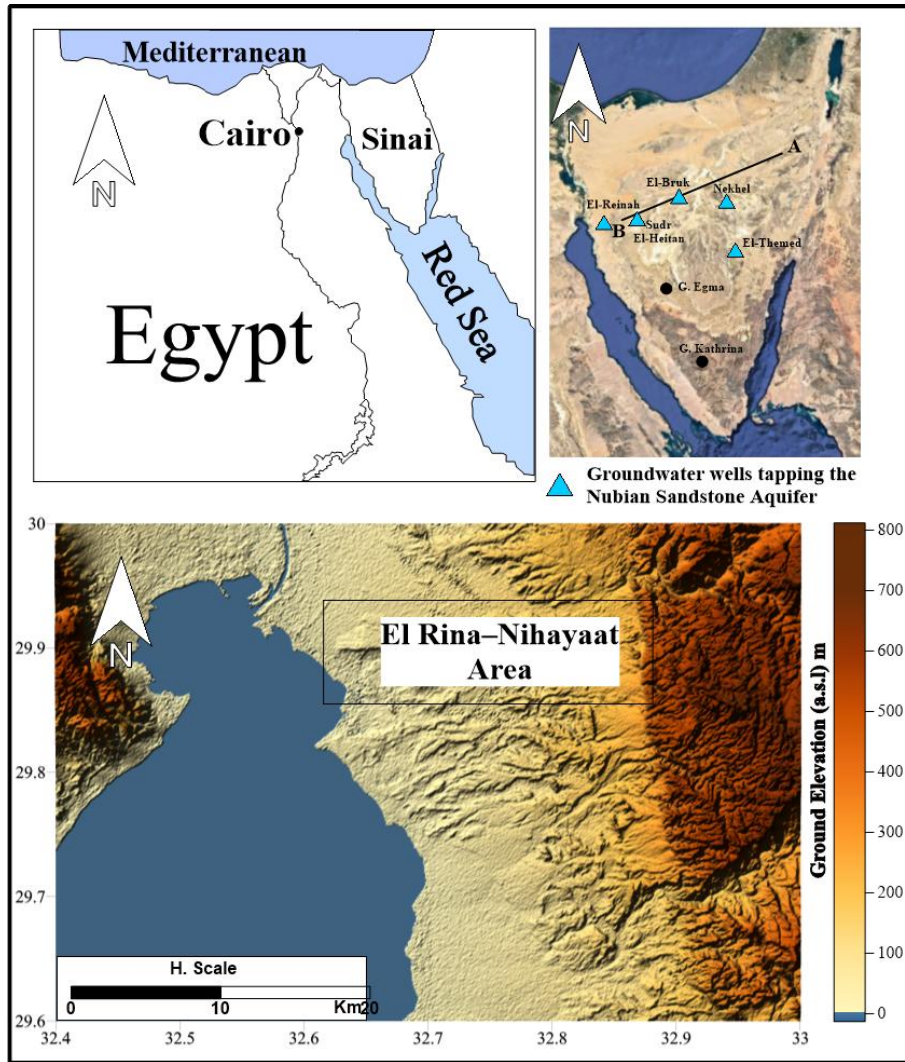 Mediterranean
Cairo
Sinai
N
Red Sea
Egypt
N
A
El-Bruk
Nekhel
El-Reinah
B
Sudr
El-Heitan
El-Themed
G. Egma
G. Kathrina
Groundwater wells tapping the
Nubian Sandstone Aquifer
30
29.9
29.8
29.7
29.6
N
El Rina–Nihayaat
Area
H. Scale
0
10
Km
20
32.4
32.5
32.6
32.7
32.8
32.9
33
Ground Elevation (a.s.l) m
800
700
600
500
400
300
200
100
0